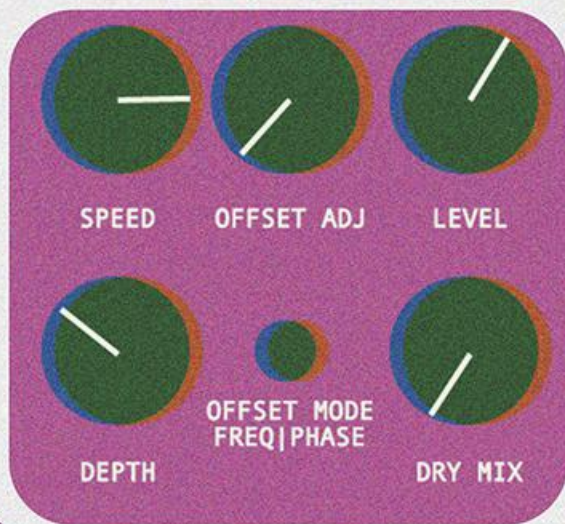 SPEED
OFFSET ADJ
LEVEL
OFFSET MODE
FREQ|PHASE
DEPTH
DRY MIX